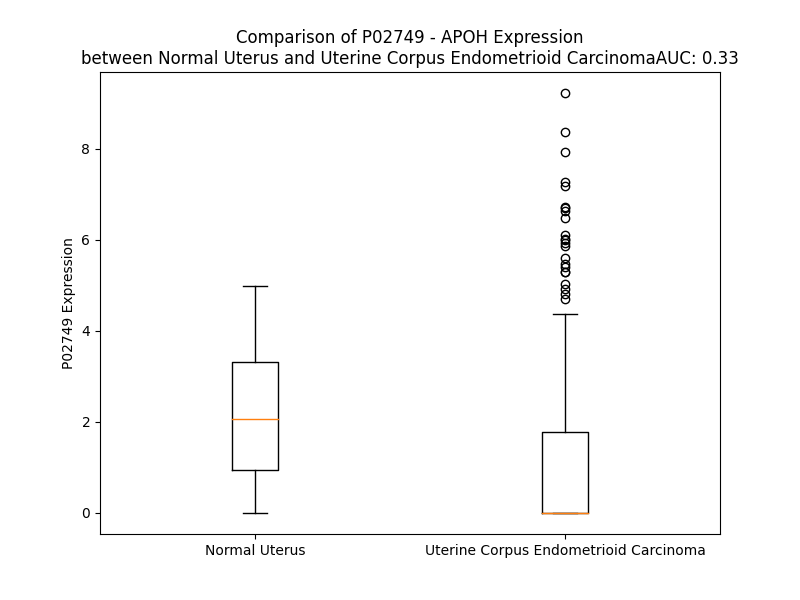 Comparison of P02749 - APOH Expression
between Normal Uterus and Uterine Corpus Endometrioid CarcinomaAUC: 0.33
8
6
4
2
0
P02749 Expression
Normal Uterus
Uterine Corpus Endometrioid Carcinoma